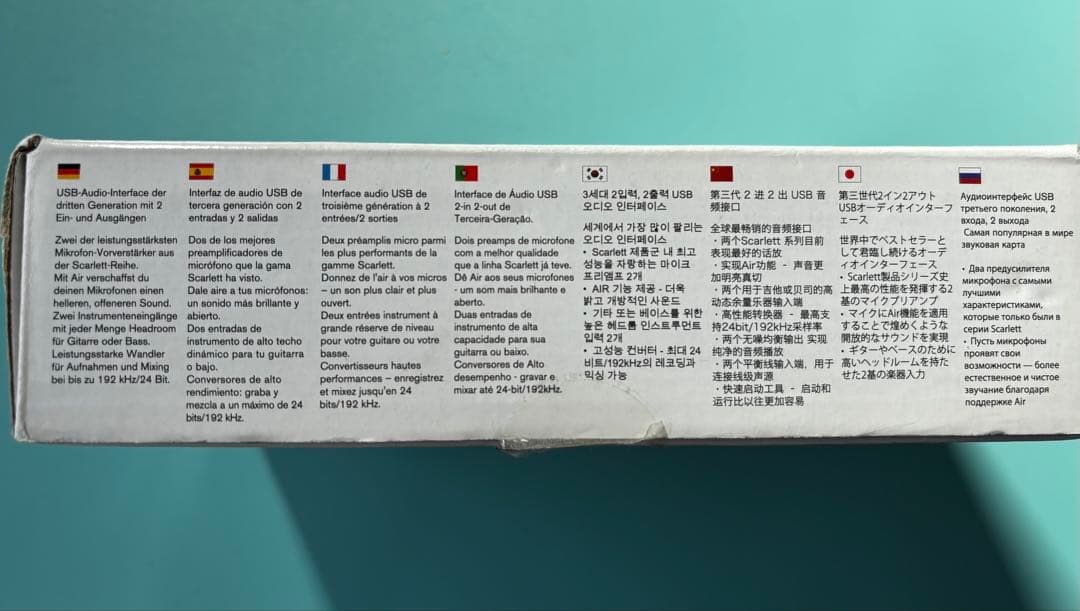 USB-Audio-Interface der
dritten Generation mit 2
Ein- und Ausgängen
Zwei der leistungsstärksten
Mikrofon-Vorverstärker aus
der Scarlett-Reihe.
Mit Air verschaffst du
deinen Mikrofonen einen
helleren, offeneren Sound.
Zwei Instrumenteneingänge
mit jeder Menge Headroom
für Gitarre oder Bass.
Leistungsstarke Wandler
für Aufnahmen und Mixing
bei bis zu 192 kHz/24 Bit.
Interfaz de audio USB de
tercera generación con 2
entradas y 2 salidas
Dos de los mejores
preamplificadores de
micrófono que la gama
Scarlett ha visto.
Dale aire a tus micrófonos:
un sonido más brillante y
abierto.
Dos entradas de
instrumento de alto techo
dinámico para tu guitarra
o bajo.
Conversores de alto
rendimiento: graba y
mezcla a un máximo de 24
bits/192 kHz.
Interface audio USB de
troisième génération à 2
entrées/2 sorties
Deux préamplis micro parmi
les plus performants de la
gamme Scarlett.
Donnez de l'air à vos micros
– un son plus clair et plus
ouvert.
Deux entrées instrument à
grande réserve de niveau
pour votre guitare ou votre
basse.
Convertisseurs hautes
performances – enregistrez
et mixez jusqu'en 24
bits/192 kHz.
Interface de Áudio USB
2-in 2-out de
Terceira-Geração.
Dois preamps de microfone
com a melhor qualidade
que a linha Scarlett já teve.
Dê Air aos seus microfones
- um som mais brilhante e
aberto.
Duas entradas de
instrumento de alta
capacidade para sua
guitarra ou baixo.
Conversores de Alto
desempenho - gravar e
mixar até 24-bit/192kHz.
3세대 2입력, 2출력 USB
오디오 인터페이스
세계에서 가장 많이 팔리는
오디오 인터페이스
• Scarlett 제품군 내 최고
성능을 자랑하는 마이크
프리앰프 2개
• AIR 기능 제공 - 더욱
밝고 개방적인 사운드
• 기타 또는 베이스를 위한
높은 헤드룸 인스트루먼트
입력 2개
• 고성능 컨버터 - 최대 24
비트/192kHz의 레코딩과
믹싱 가능
第三代 2 进 2 出 USB 音
频接口
全球最畅销的音频接口
・两个Scarlett 系列目前
表现最好的话放
・实现Air功能 - 声音更
加明亮真切
・两个用于吉他或贝司的高
动态余量乐器输入端
・高性能转换器 - 最高支
持24bit/192kHz采样率
・两个无噪均衡输出 实现
纯净的音频播放
・两个平衡线输入端，用于
连接线级声源
・快速启动工具 - 启动和
运行比以往更加容易
第三世代2イン2アウト
USBオーディオインターフ
ェース
世界中でベストセラーと
して君臨し続けるオーデ
ィオインターフェース
・Scarlett製品シリーズ史
上最高の性能を発揮する2
基のマイクプリアンプ
・マイクにAir機能を適用
することで煌めくような
開放的なサウンドを実現
・ギターやベースのために
高いヘッドルームを持た
せた2基の楽器入力
Аудиоинтерфейс USB
третьего поколения, 2
входа, 2 выхода
Самая популярная в мире
звуковая карта
• Два предусилителя
микрофона с самыми
лучшими
характеристиками,
которые только были в
серии Scarlett
• Пусть микрофоны
проявят свои
возможности — более
естественное и чистое
звучание благодаря
поддержке Air